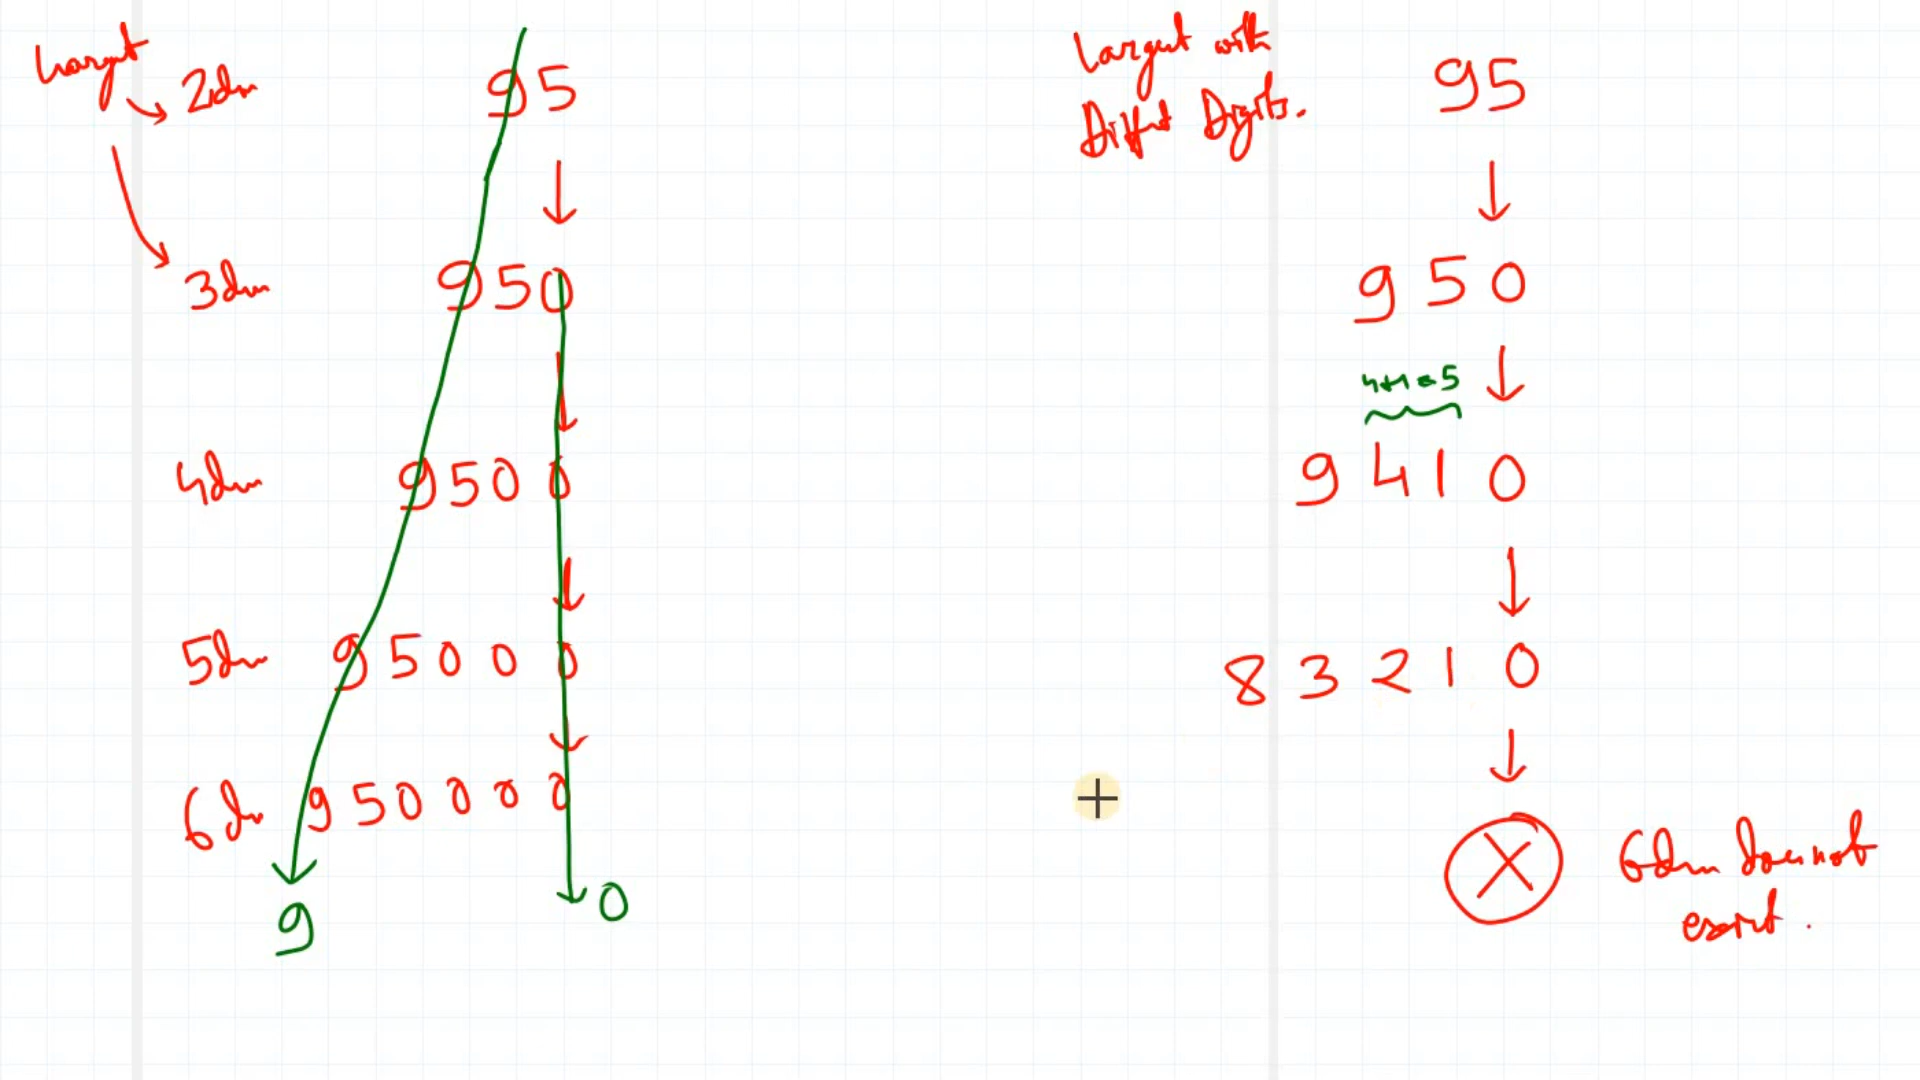 Largest
2dn 95
3dn 950
4dn 9500
5dn 95000
6dn 950000
9 0
Largest with
Diffnt Digits.
95
950
4+1=5
9410
83210
6dn does not
exist.